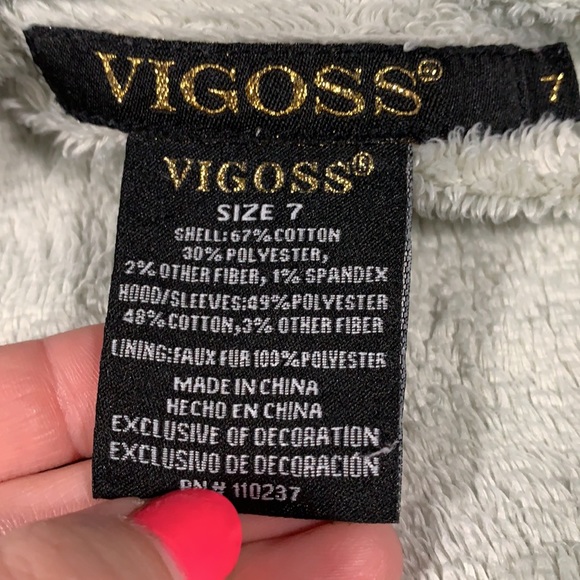 VIGOSS® 7
VIGOSS®
SIZE 7
SHELL:67%COTTON
30% POLYESTER,
2% OTHER FIBER, 1% SPANDEX
HOOD/SLEEVES:49%POLYESTER
48%COTTON,3% OTHER FIBER
LINING:FAUX FUR 100%POLYESTER
MADE IN CHINA
HECHO EN CHINA
EXCLUSIVE OF DECORATION
EXCLUSIVO DE DECORACIÓN
RN# 110237